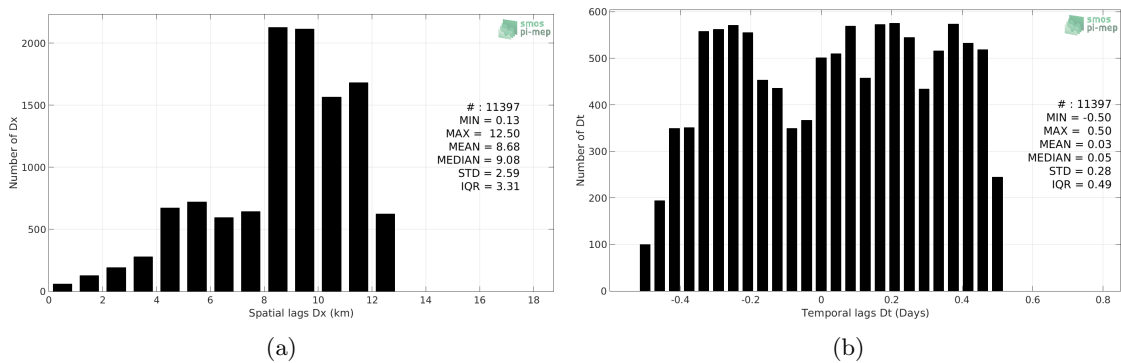 smos
pi-mep
2000
1500
1000
500
0
Number of Dx
# : 11397
MIN = 0.13
MAX = 12.50
MEAN = 8.68
MEDIAN = 9.08
STD = 2.59
IQR = 3.31
0 2 4 6 8 10 12 14 16 18
Spatial lags Dx (km)
(a)
smos
pi-mep
600
500
400
300
200
100
0
Number of Dt
# : 11397
MIN = -0.50
MAX = 0.50
MEAN = 0.03
MEDIAN = 0.05
STD = 0.28
IQR = 0.49
-0.4 -0.2 0 0.2 0.4 0.6 0.8
Temporal lags Dt (Days)
(b)